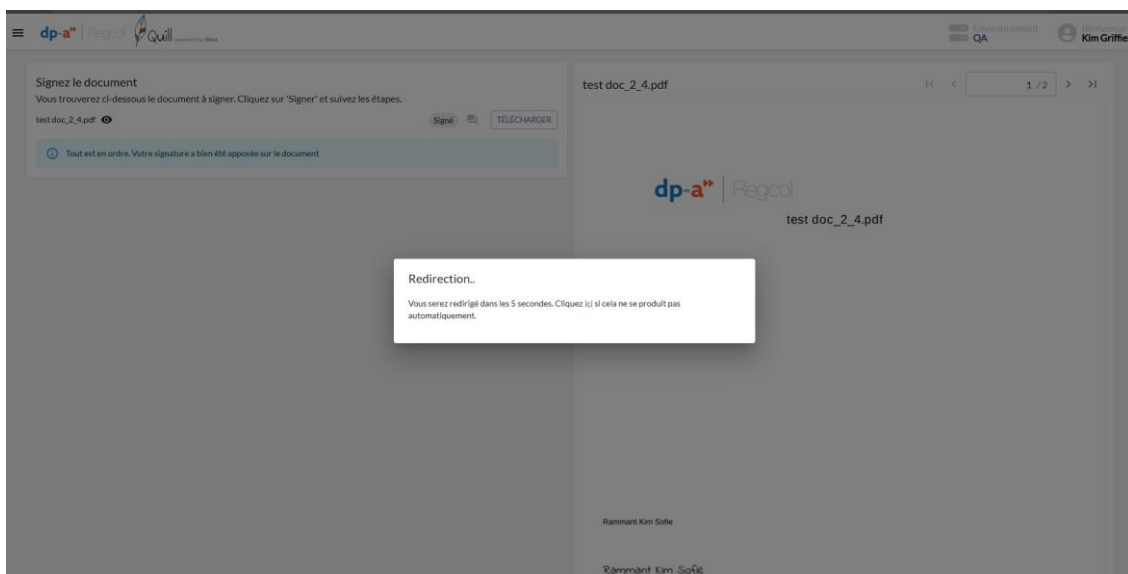 dp-a Regcol Quill
Environnement
QA
Bienvenue
Kim Griffie
Signez le document
Vous trouverez ci-dessous le document à signer. Cliquez sur 'Signer' et suivez les étapes.
test doc_2_4.pdf Signé TÉLÉCHARGER
Tout est en ordre. Votre signature a bien été apposée sur le document
test doc_2_4.pdf 1 / 2
dp-a Regcol
test doc_2_4.pdf
Redirection..
Vous serez redirigé dans les 5 secondes. Cliquez ici si cela ne se produit pas
automatiquement.
Rammant Kim Sofie
Rammant Kim Sofie